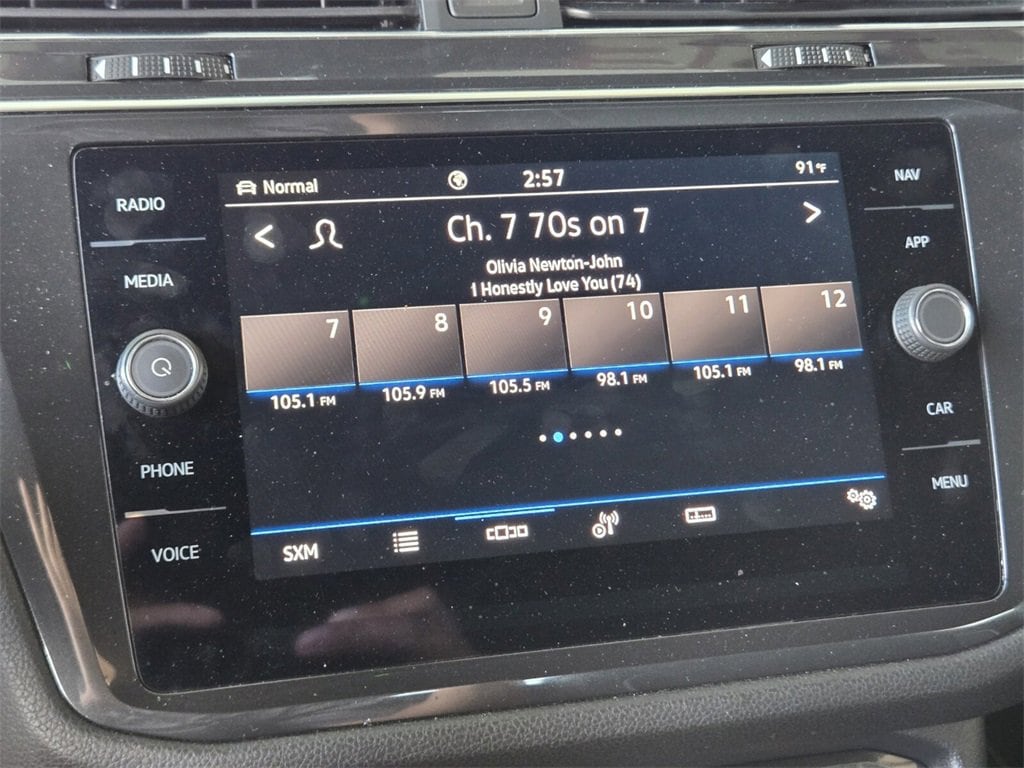 Normal
2:57
91°F
RADIO
MEDIA
PHONE
VOICE
< Ch. 7 70s on 7 >
Olivia Newton-John
I Honestly Love You (74)
7 8 9 10 11 12
105.1 FM 105.9 FM 105.5 FM 98.1 FM 105.1 FM 98.1 FM
SXM
NAV
APP
CAR
MENU